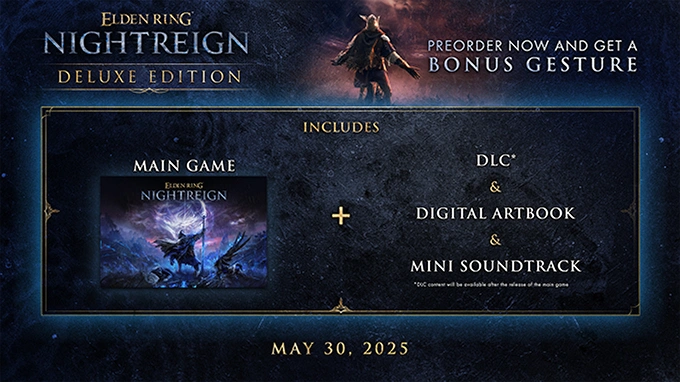 ELDEN RING
NIGHTREIGN
DELUXE EDITION
PREORDER NOW AND GET A
BONUS GESTURE
INCLUDES
MAIN GAME
ELDEN RING
NIGHTREIGN
+
DLC*
&
DIGITAL ARTBOOK
&
MINI SOUNDTRACK
*DLC content will be available after the release of the main game
MAY 30, 2025